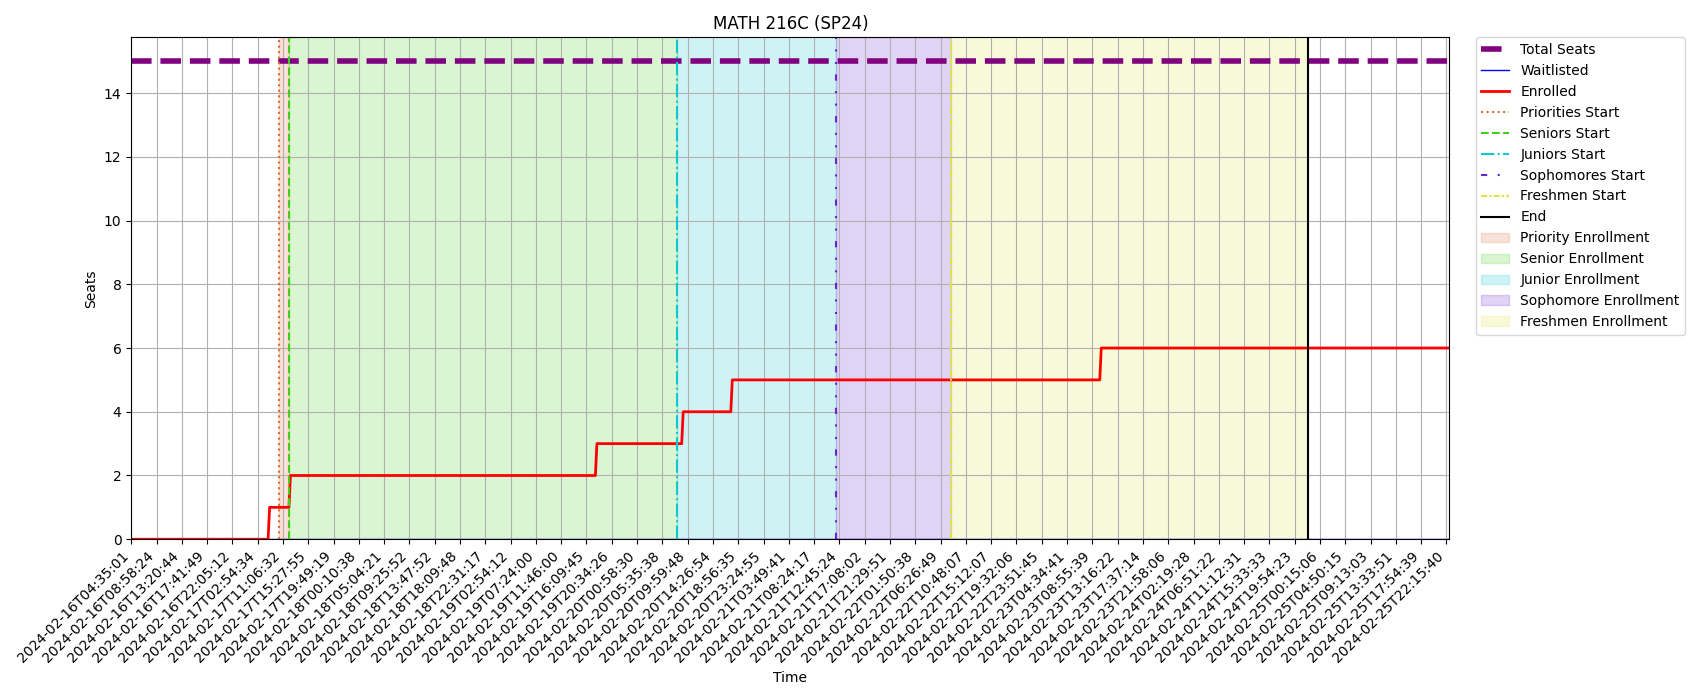 MATH 216C (SP24)
Seats
14
12
10
8
6
4
2
0
2024-02-16T04:35:01
2024-02-16T08:58:24
2024-02-16T13:20:44
2024-02-16T17:41:49
2024-02-16T22:05:12
2024-02-17T02:54:34
2024-02-17T11:06:32
2024-02-17T15:27:55
2024-02-17T19:49:19
2024-02-18T00:10:38
2024-02-18T05:04:21
2024-02-18T09:25:52
2024-02-18T13:47:52
2024-02-18T18:09:48
2024-02-18T22:31:17
2024-02-19T02:54:12
2024-02-19T07:24:00
2024-02-19T11:46:00
2024-02-19T16:09:45
2024-02-19T20:34:26
2024-02-20T00:58:30
2024-02-20T05:35:38
2024-02-20T09:59:48
2024-02-20T14:26:54
2024-02-20T18:56:35
2024-02-20T23:24:55
2024-02-21T03:49:41
2024-02-21T08:24:17
2024-02-21T12:45:24
2024-02-21T17:08:02
2024-02-21T21:29:51
2024-02-22T01:50:38
2024-02-22T06:26:49
2024-02-22T10:48:07
2024-02-22T15:12:07
2024-02-22T19:32:06
2024-02-22T23:51:45
2024-02-23T04:34:41
2024-02-23T08:55:39
2024-02-23T13:16:22
2024-02-23T17:37:14
2024-02-23T21:58:06
2024-02-24T02:19:28
2024-02-24T06:51:22
2024-02-24T11:12:31
2024-02-24T15:33:33
2024-02-24T19:54:23
2024-02-25T00:15:06
2024-02-25T04:50:15
2024-02-25T09:13:03
2024-02-25T13:33:51
2024-02-25T17:54:39
2024-02-25T22:15:40
Time
Total Seats
Waitlisted
Enrolled
Priorities Start
Seniors Start
Juniors Start
Sophomores Start
Freshmen Start
End
Priority Enrollment
Senior Enrollment
Junior Enrollment
Sophomore Enrollment
Freshmen Enrollment